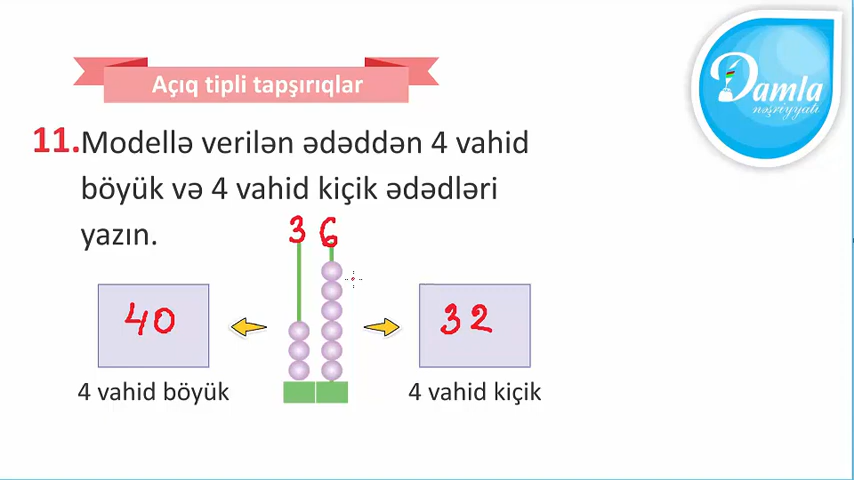 Açıq tipli tapşırıqlar
Damla
nəşriyyatı
11. Modellə verilən ədəddən 4 vahid
böyük və 4 vahid kiçik ədədləri
yazın.
3 6
40
32
4 vahid böyük
4 vahid kiçik